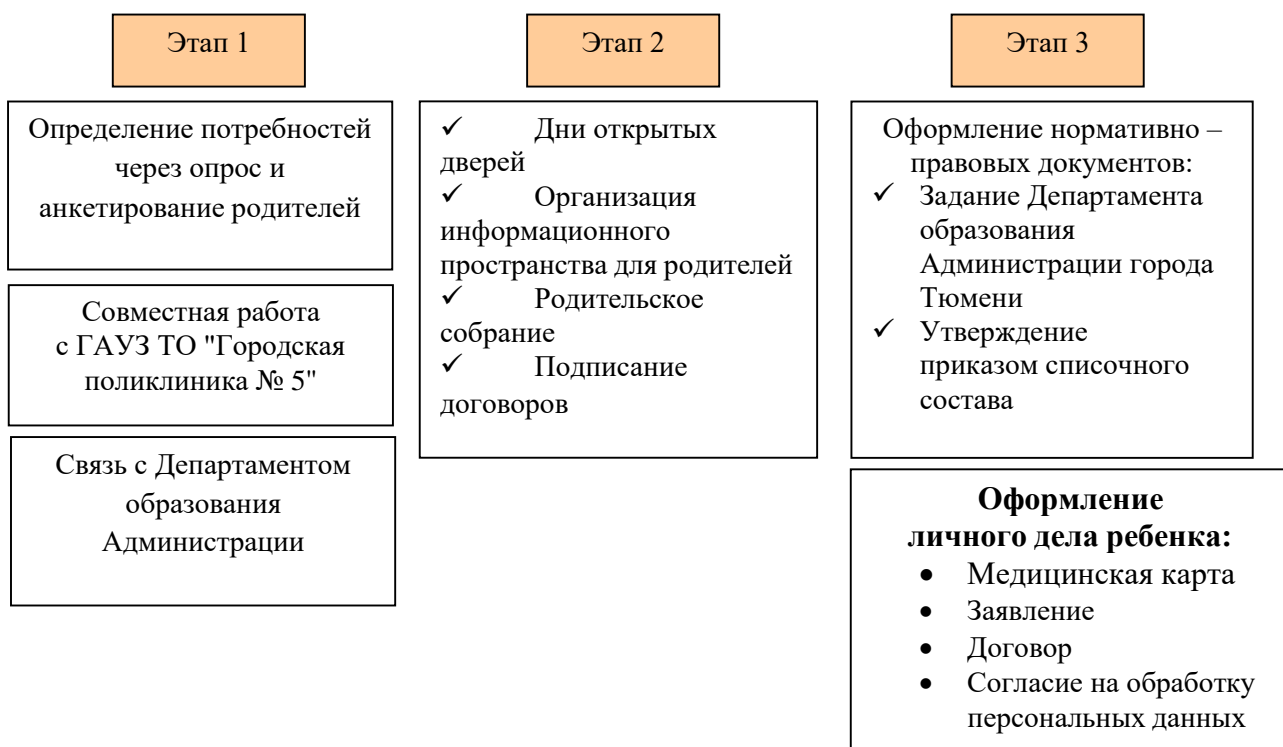 Этап 1
Определение потребностей
через опрос и
анкетирование родителей
Совместная работа
с ГАУЗ ТО "Городская
поликлиника № 5"
Связь с Департаментом
образования
Администрации
Этап 2
✓ Дни открытых
дверей
✓ Организация
информационного
пространства для родителей
✓ Родительское
собрание
✓ Подписание
договоров
Этап 3
Оформление нормативно –
правовых документов:
✓ Задание Департамента
образования
Администрации города
Тюмени
✓ Утверждение
приказом списочного
состава
Оформление
личного дела ребенка:
• Медицинская карта
• Заявление
• Договор
• Согласие на обработку
персональных данных